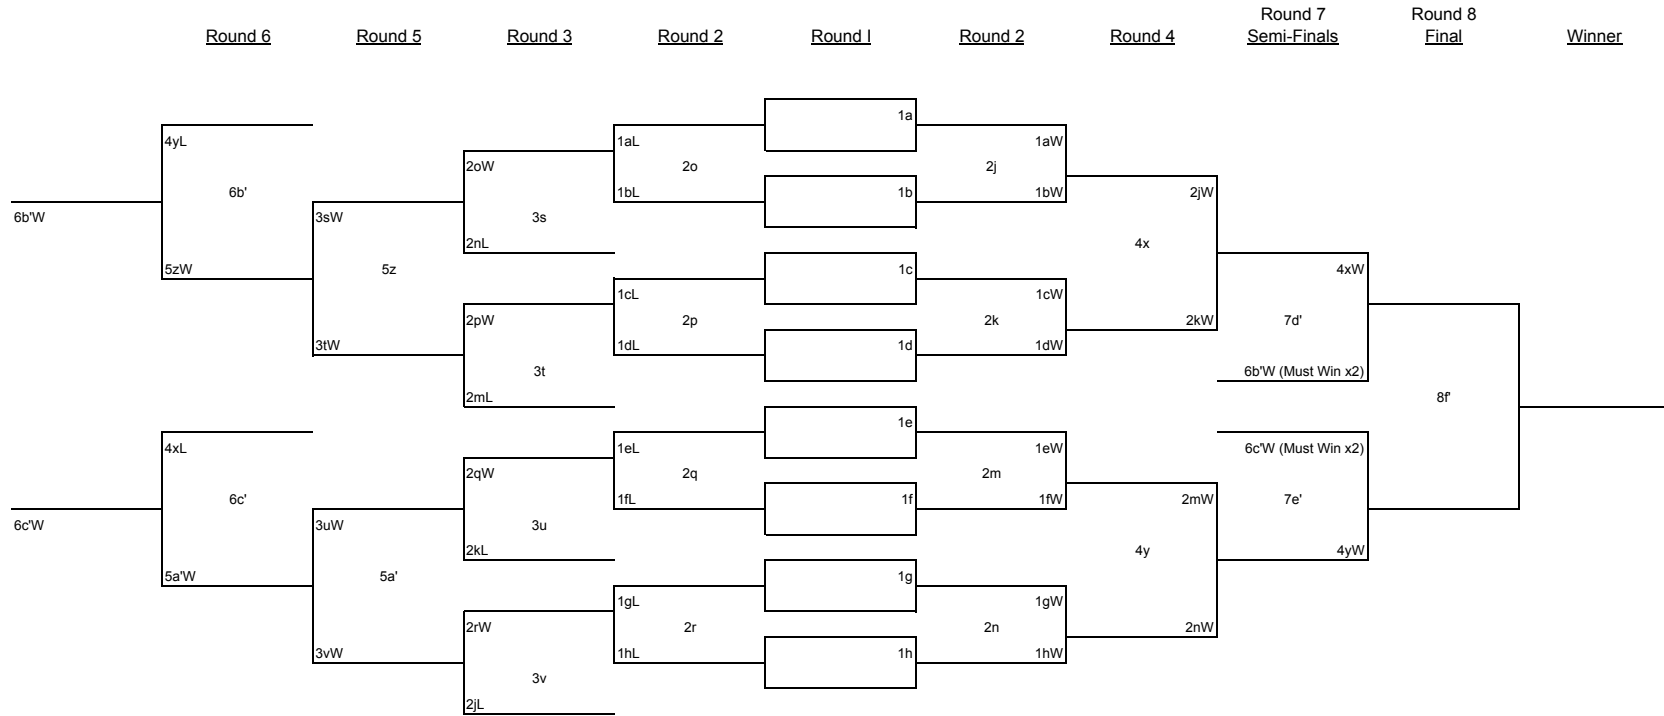 Round 7
Round 8
Round 6
Round 5
Round 3
Round 2
Round I
Round 2
Round 4
Semi-Finals
Final
Winner
1a
4yL
1aL
1aW
2oW
2o
2j
6b'
1bL
1b
1bW
2jW
6b'W
3sW
3s
2nL
4x
5zW
5z
1c
4xW
1cL
1cW
2pW
2p
2k
2kW
7d'
3tW
1dL
1d
1dW
3t
6b'W (Must Win x2)
2mL
8f'
1e
4xL
1eL
1eW
6c'W (Must Win x2)
2qW
2q
2m
6c'
1fL
1f
1fW
2mW
7e'
6c'W
3uW
3u
2kL
4y
4yW
5a'W
5a'
1g
1gL
1gW
2rW
2r
2n
2nW
3vW
1hL
1h
1hW
3v
2jL